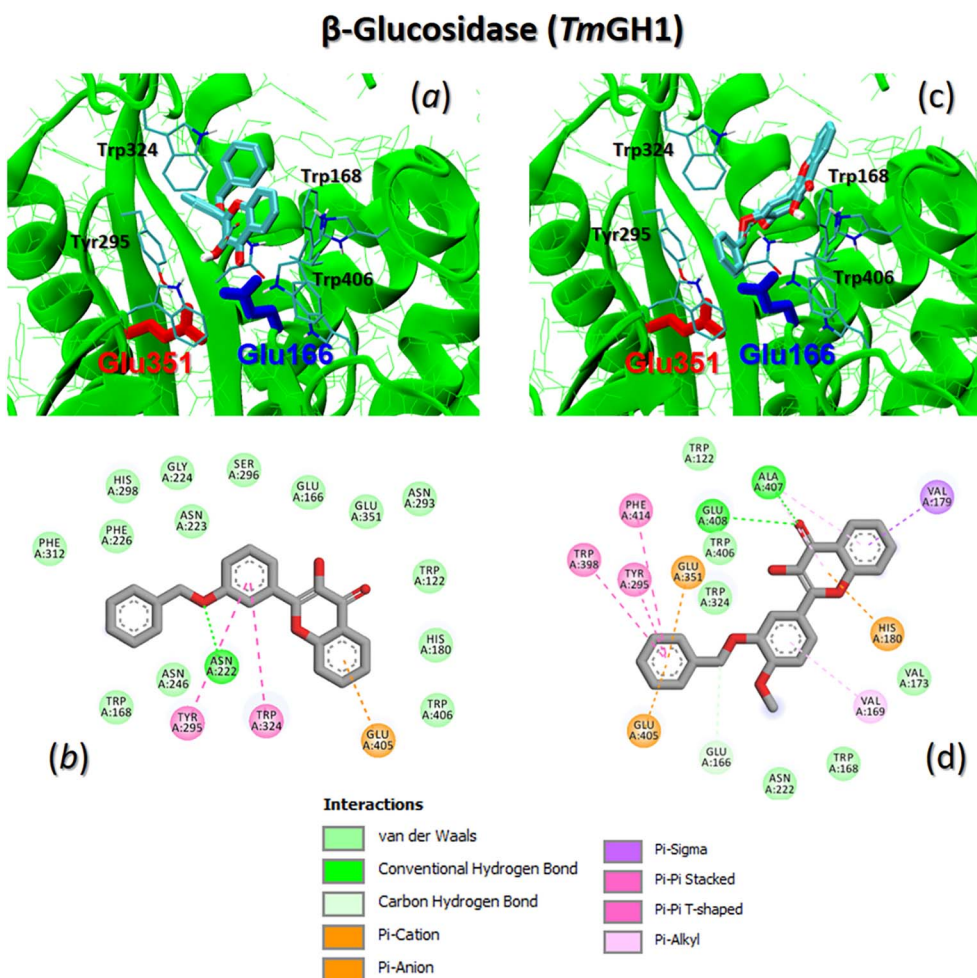 β-Glucosidase (TmGH1)
(a)
Trp324
Trp168
Tyr295
Trp406
Glu351
Glu166
(c)
Trp324
Trp168
Tyr295
Trp406
Glu351
Glu166
SER
A:296
GLY
A:224
HIS
A:298
GLU
A:166
ASN
A:293
GLU
A:351
ASN
A:223
PHE
A:226
PHE
A:312
TRP
A:122
HIS
A:180
ASN
A:222
ASN
A:246
TRP
A:168
TYR
A:295
TRP
A:324
TRP
A:406
GLU
A:405
(b)
TRP
A:122
ALA
A:407
VAL
A:179
PHE
A:414
GLU
A:408
TRP
A:406
TRP
A:398
TYR
A:295
GLU
A:351
TRP
A:324
HIS
A:180
VAL
A:173
VAL
A:169
GLU
A:405
GLU
A:166
TRP
A:168
ASN
A:222
(d)
Interactions
van der Waals
Conventional Hydrogen Bond
Carbon Hydrogen Bond
Pi-Cation
Pi-Anion
Pi-Sigma
Pi-Pi Stacked
Pi-Pi T-shaped
Pi-Alkyl